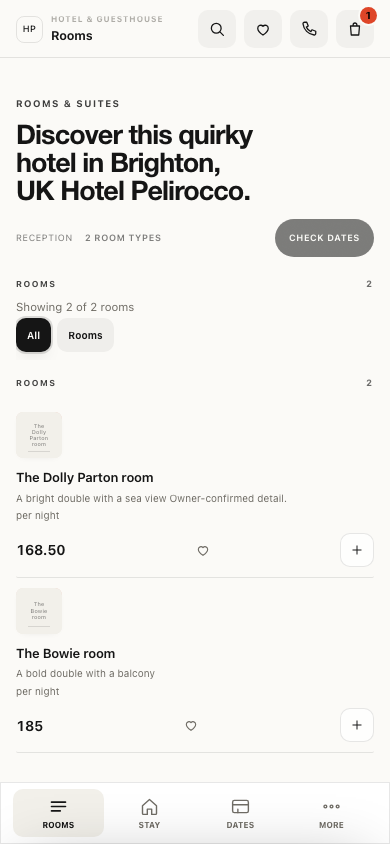 HP
HOTEL & GUESTHOUSE
Rooms
1
ROOMS & SUITES
Discover this quirky
hotel in Brighton,
UK Hotel Pelirocco.
RECEPTION 2 ROOM TYPES
CHECK DATES
ROOMS 2
Showing 2 of 2 rooms
All Rooms
ROOMS 2
The
Dolly
Parton
room
The Dolly Parton room
A bright double with a sea view Owner-confirmed detail.
per night
168.50
The
Bowie
room
The Bowie room
A bold double with a balcony
per night
185
ROOMS STAY DATES MORE